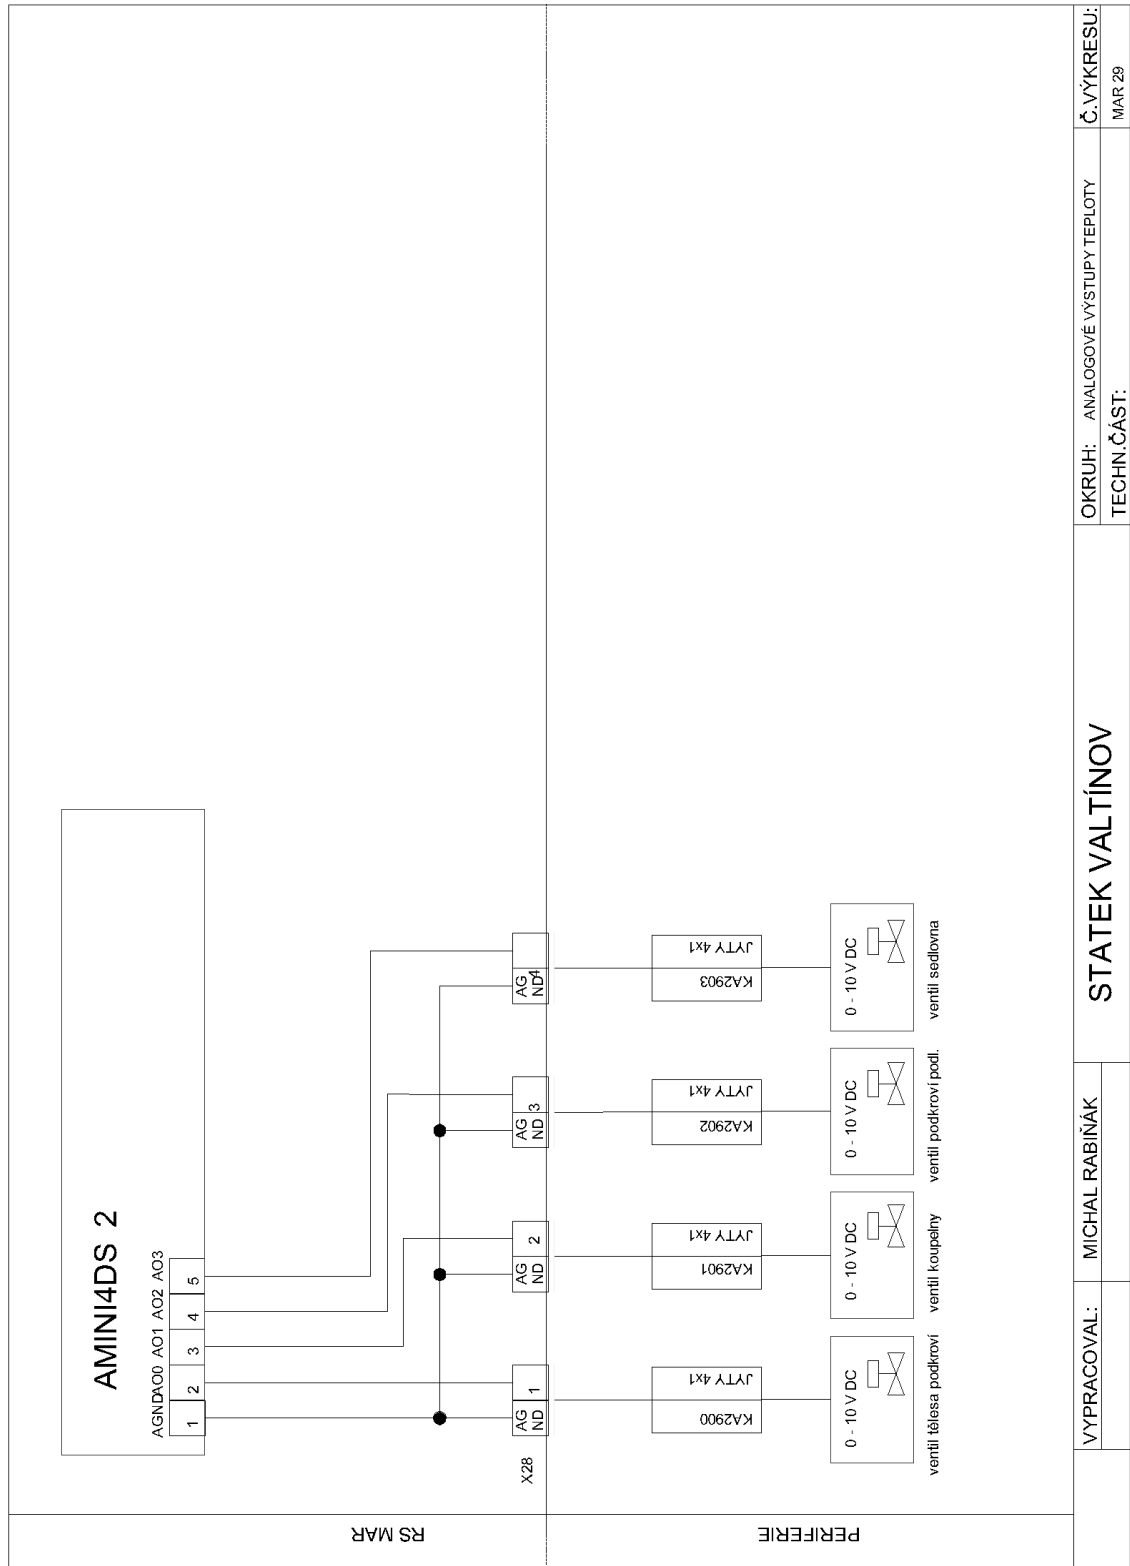 RS MAR
PERIFERIE
AMINI4DS 2
AGND AO0 AO1 AO2 AO3
1 2 3 4 5
X28
AG
ND
1
AG
ND
2
AG
ND
3
AG
ND
4
KA2900
JYTY 4x1
KA2901
JYTY 4x1
KA2902
JYTY 4x1
KA2903
JYTY 4x1
0 - 10 V DC
0 - 10 V DC
0 - 10 V DC
0 - 10 V DC
ventil tělesa podkroví
ventil koupelny
ventil podkroví podl.
ventil sedlovna
VYPRACOVAL:
MICHAL RABIŇÁK
STATEK VALTÍNOV
OKRUH: ANALOGOVÉ VÝSTUPY TEPLOTY
TECHN.ČÁST:
Č.VÝKRESU:
MAR 29